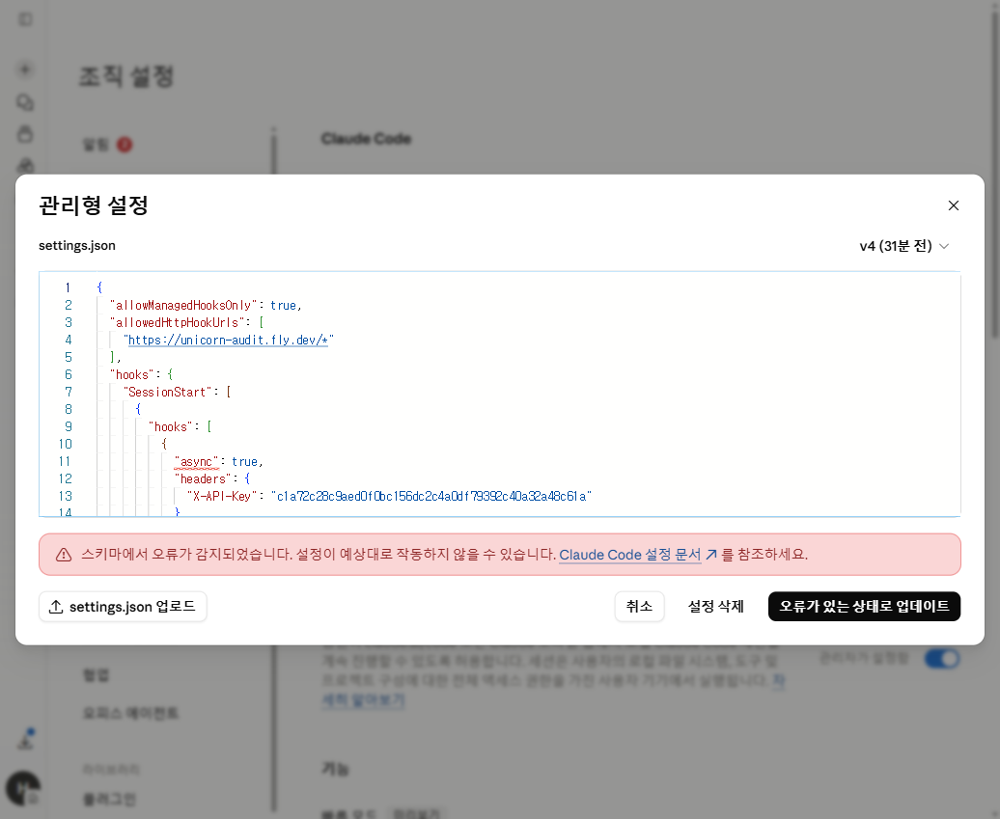 조직 설정
알림
Claude Code
관리형 설정
settings.json
v4 (31분 전)
1 {
2 "allowManagedHooksOnly": true,
3 "allowedHttpHookUrls": [
4 "https://unicorn-audit.fly.dev/*"
5 ],
6 "hooks": {
7 "SessionStart": [
8 {
9 "hooks": [
10 {
11 "async": true,
12 "headers": {
13 "X-API-Key": "c1a72c28c9aed0f0bc156dc2c4a0df79392c40a32a48c61a"
14 }
스키마에서 오류가 감지되었습니다. 설정이 예상대로 작동하지 않을 수 있습니다. Claude Code 설정 문서 를 참조하세요.
settings.json 업로드
취소
설정 삭제
오류가 있는 상태로 업데이트
계속 진행할 수 있도록 허용합니다. 세션은 사용자의 로컬 파일 시스템, 도구 및
프로젝트 구성에 대한 전체 액세스 권한을 가진 사용자 기기에서 실행됩니다. 자
세히 알아보기
관리자가 설정함
협업
오피스 에이전트
라이브러리
플러그인
기능
빠른 모드